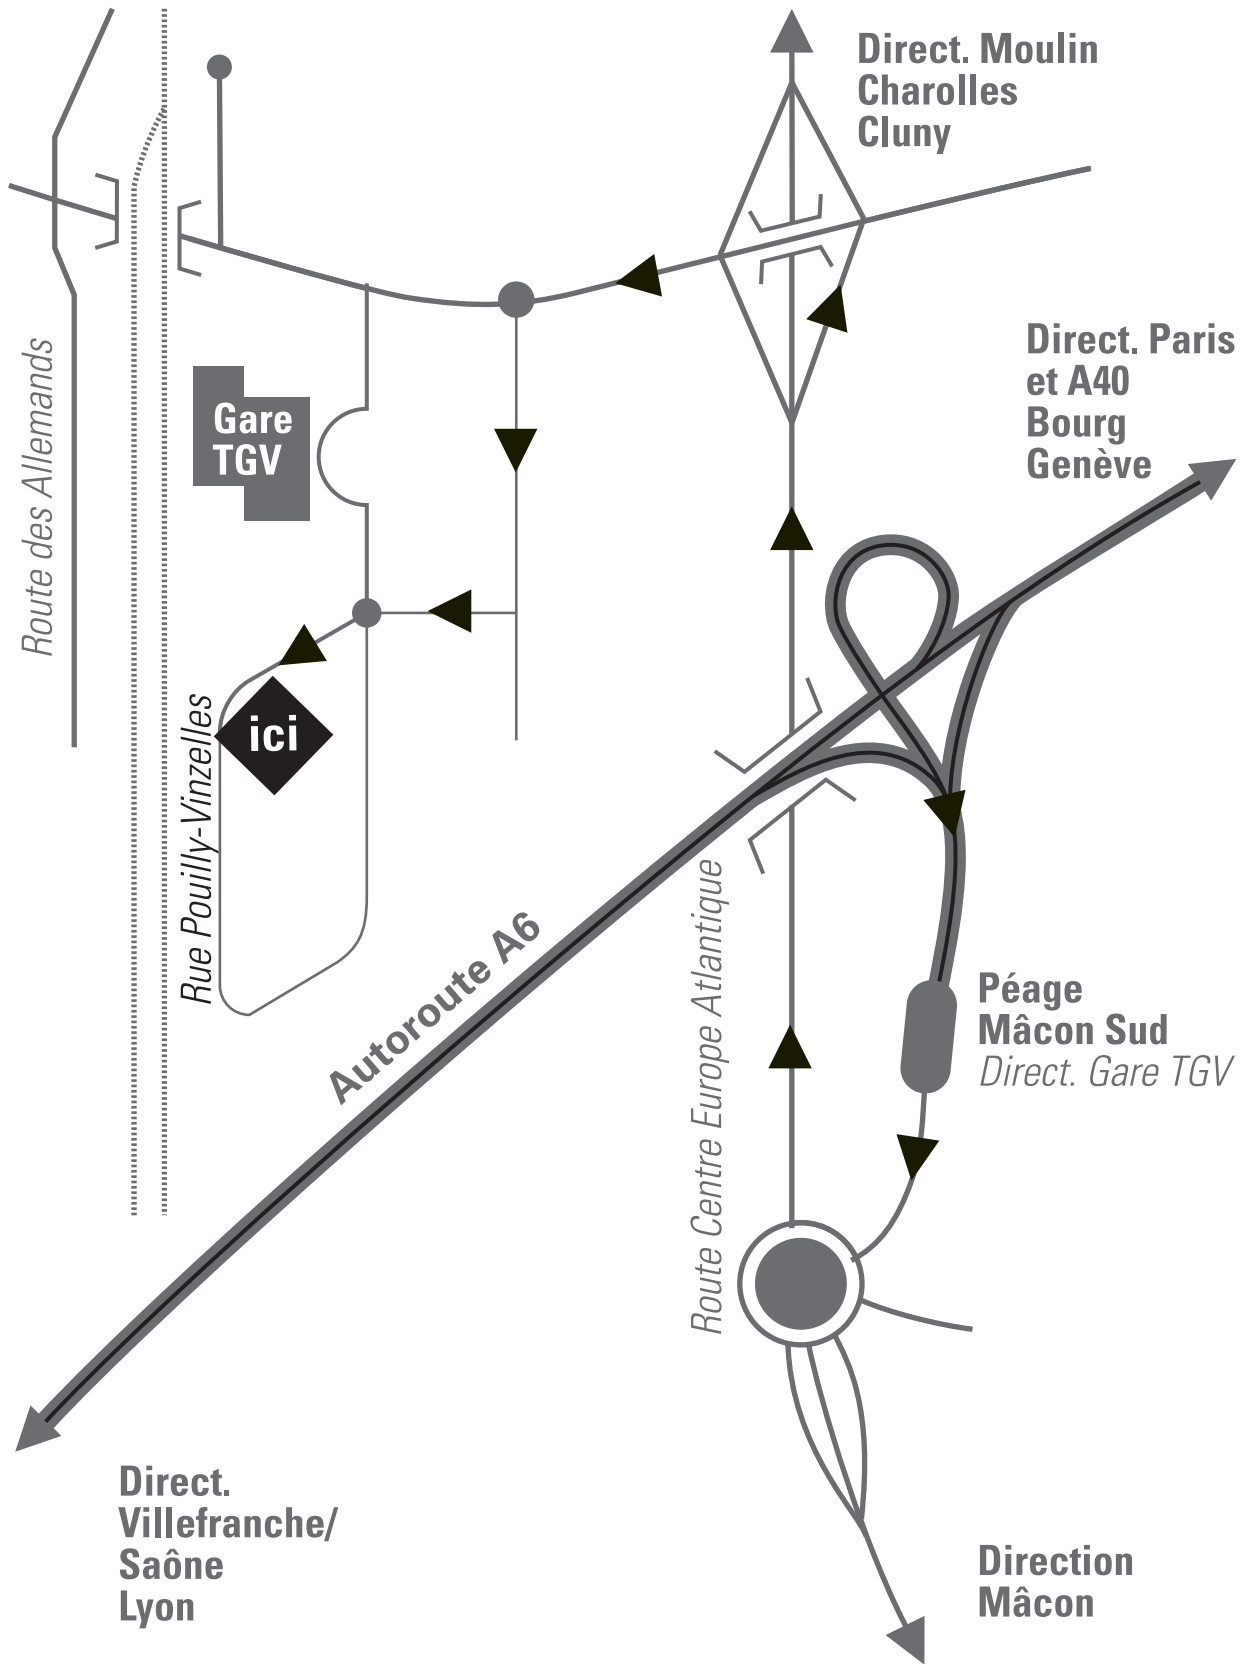 Direct. Moulin
Charolles
Cluny
Direct. Paris
et A40
Bourg
Genève
Route des Allemands
Gare
TGV
Rue Pouilly-Vinzelles
ici
Autoroute A6
Route Centre Europe Atlantique
Péage
Mâcon Sud
Direct. Gare TGV
Direct.
Villefranche/
Saône
Lyon
Direction
Mâcon